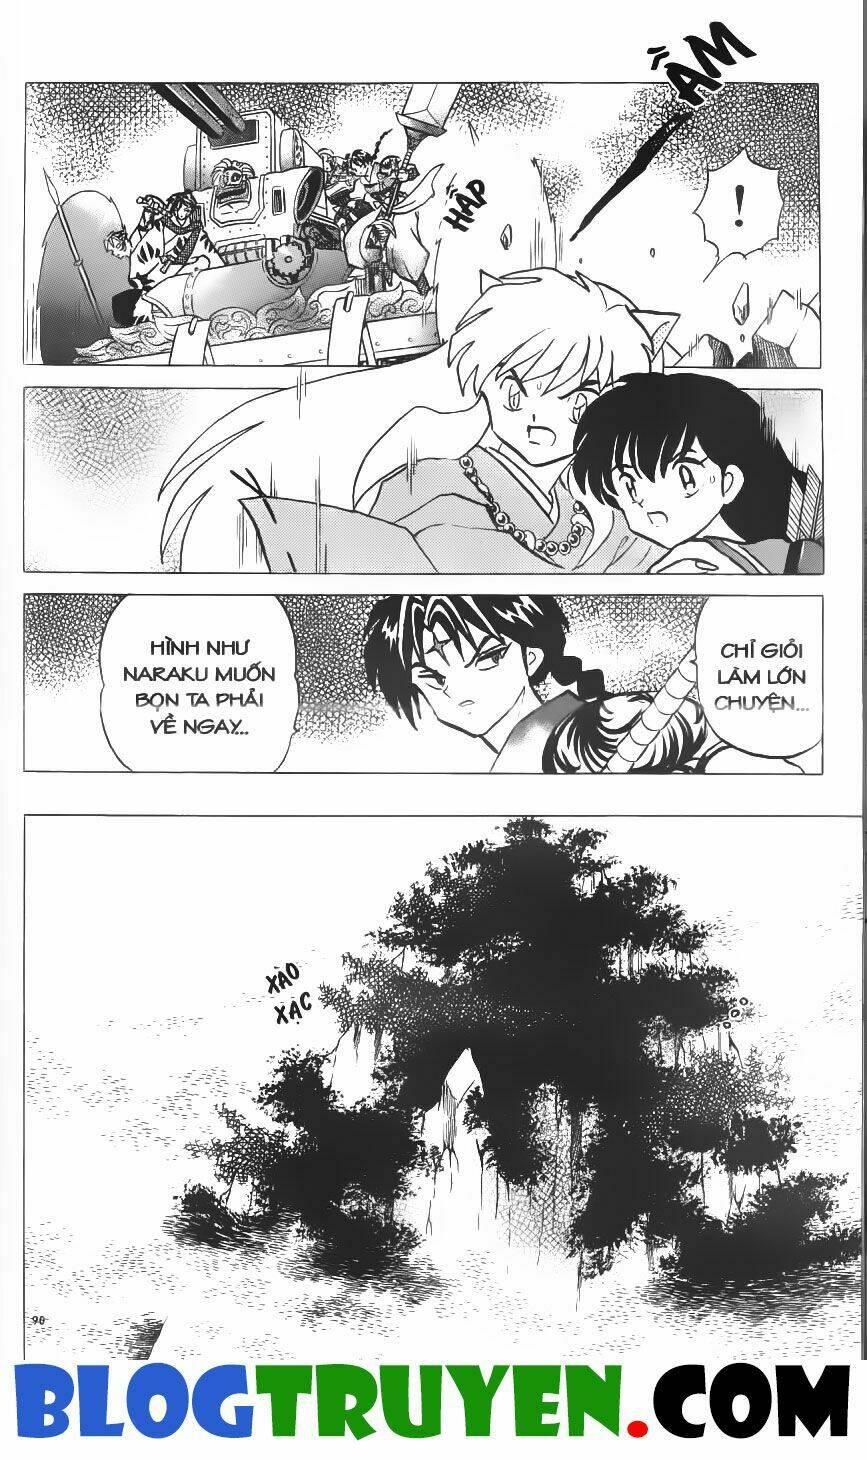 ẦM
HẤP
!
CHỈ GIỎI
LÀM LỚN
CHUYỆN...
HÌNH NHƯ
NARAKU MUỐN
BỌN TA PHẢI
VỀ NGAY...
XÀO
XẠC
90
BLOGTRUYEN.COM